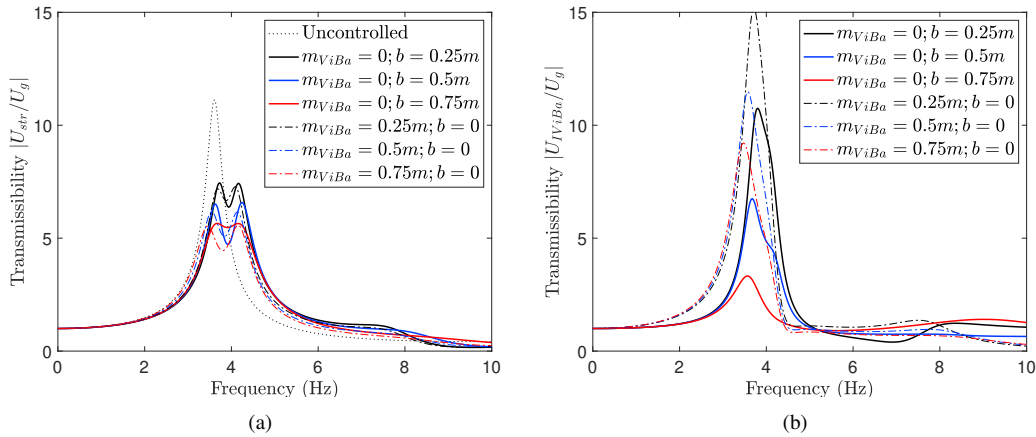 Transmissibility |U_str/U_g|
15
10
5
0
0 2 4 6 8 10
Frequency (Hz)
Uncontrolled
m_ViBa = 0; b = 0.25m
m_ViBa = 0; b = 0.5m
m_ViBa = 0; b = 0.75m
m_ViBa = 0.25m; b = 0
m_ViBa = 0.5m; b = 0
m_ViBa = 0.75m; b = 0
(a)
Transmissibility |U_IViBa/U_g|
15
10
5
0
0 2 4 6 8 10
Frequency (Hz)
m_ViBa = 0; b = 0.25m
m_ViBa = 0; b = 0.5m
m_ViBa = 0; b = 0.75m
m_ViBa = 0.25m; b = 0
m_ViBa = 0.5m; b = 0
m_ViBa = 0.75m; b = 0
(b)